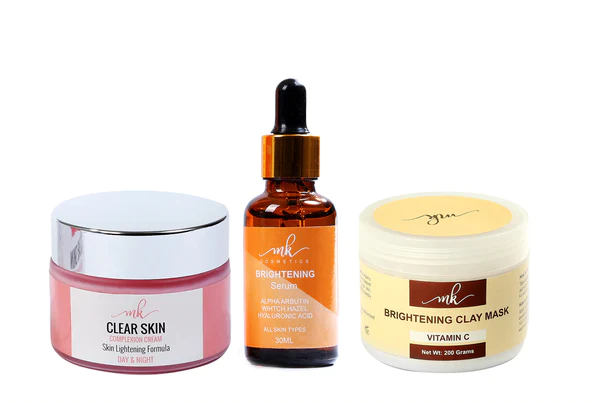 mk
CLEAR SKIN
COMPLEXION CREAM
Skin Lightening Formula
DAY & NIGHT
mk
COSMETICS
BRIGHTENING
Serum
ALPHA ARBUTIN
WIHTCH HAZEL
HYALURONIC ACID
ALL SKIN TYPES
30ML
mk
mk
BRIGHTENING CLAY MASK
VITAMIN C
Net Wt: 200 Grams